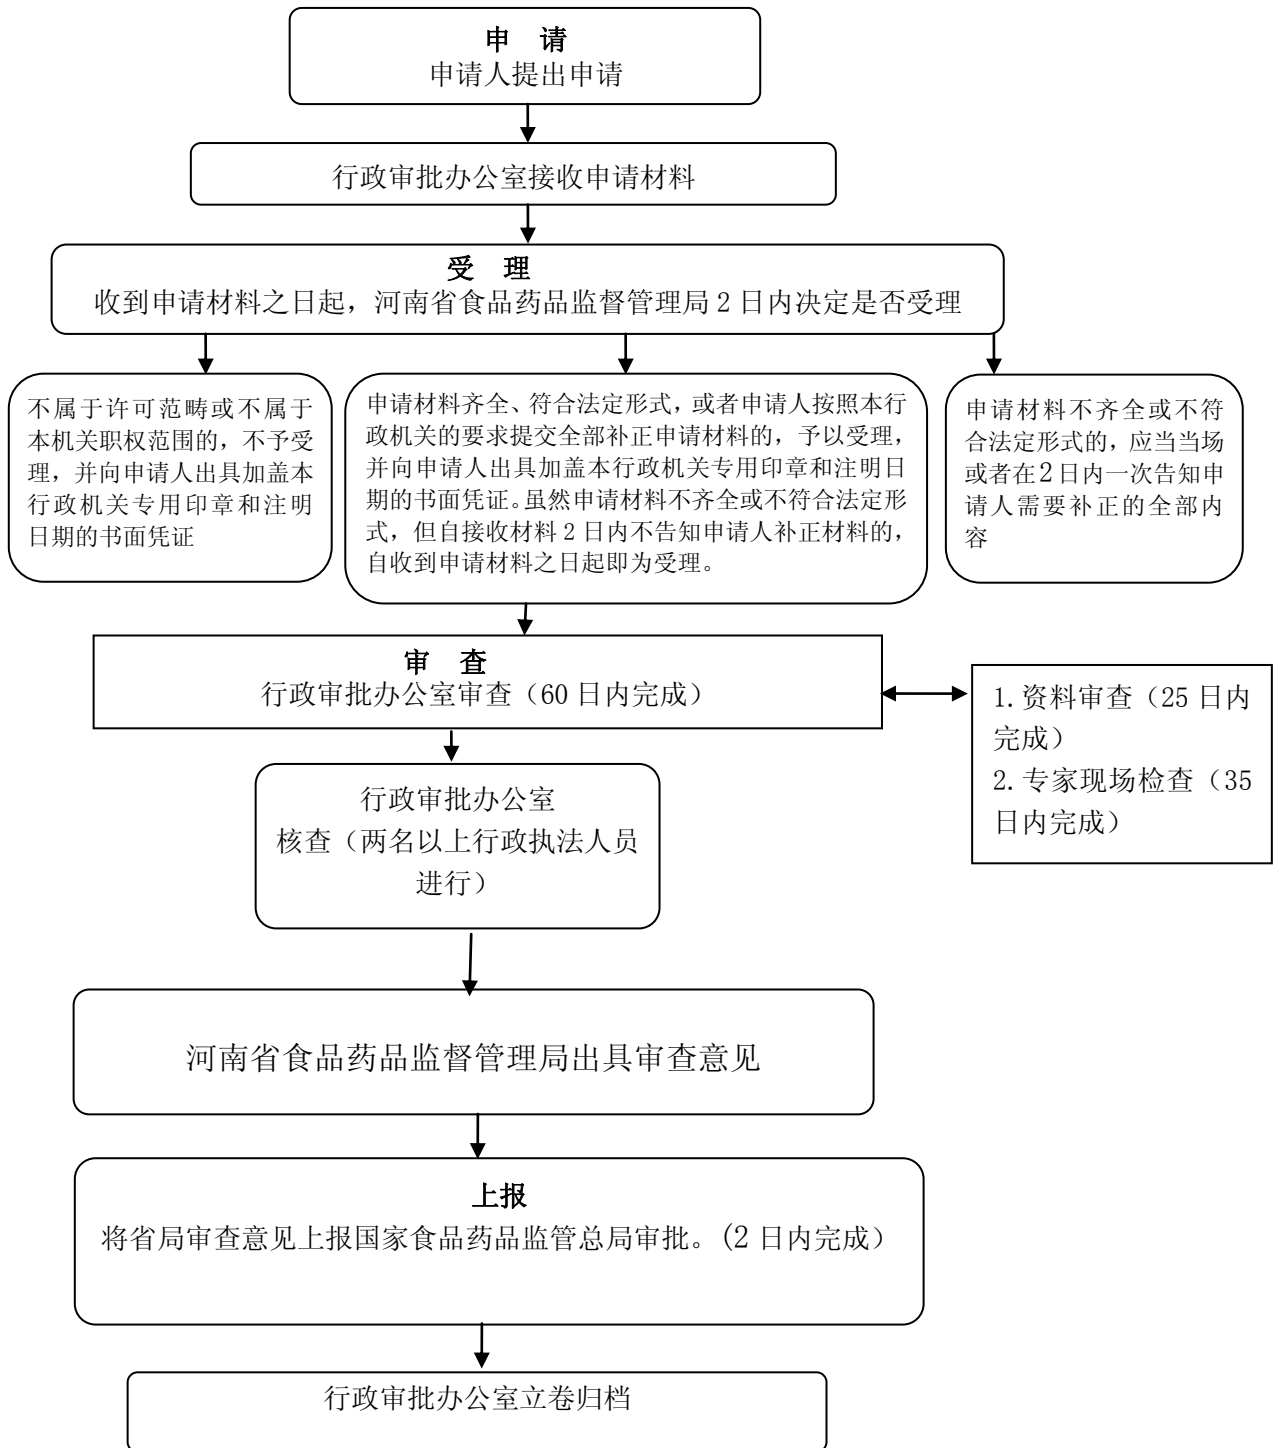 申　请
申请人提出申请
行政审批办公室接收申请材料
受　理
收到申请材料之日起，河南省食品药品监督管理局 2 日内决定是否受理
不属于许可范畴或不属于
本机关职权范围的，不予受
理，并向申请人出具加盖本
行政机关专用印章和注明
日期的书面凭证
申请材料齐全、符合法定形式，或者申请人按照本行
政机关的要求提交全部补正申请材料的，予以受理，
并向申请人出具加盖本行政机关专用印章和注明日
期的书面凭证。虽然申请材料不齐全或不符合法定形
式，但自接收材料 2 日内不告知申请人补正材料的，
自收到申请材料之日起即为受理。
申请材料不齐全或不符
合法定形式的，应当当场
或者在2日内一次告知申
请人需要补正的全部内
容
审　查
行政审批办公室审查（60 日内完成）
1.资料审查（25 日内
完成）
2.专家现场检查（35
日内完成）
行政审批办公室
核查（两名以上行政执法人员
进行）
河南省食品药品监督管理局出具审查意见
上报
将省局审查意见上报国家食品药品监管总局审批。(2 日内完成）
行政审批办公室立卷归档